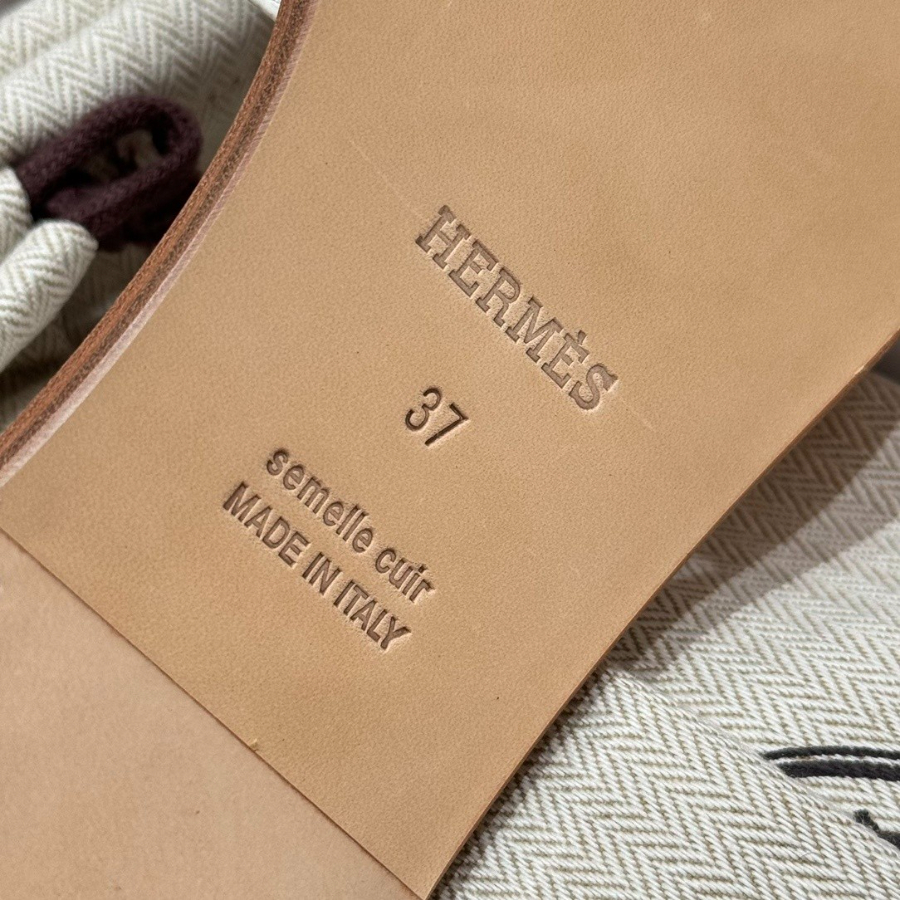 HERMÈS
37
semelle cuir
MADE IN ITALY